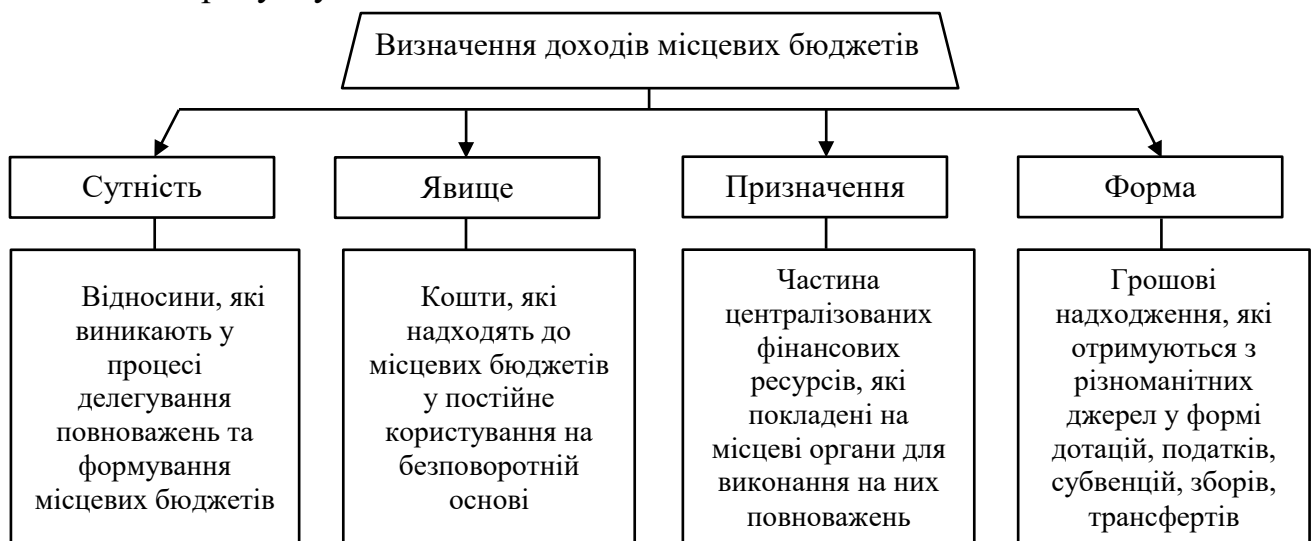 Визначення доходів місцевих бюджетів
Сутність
Явище
Призначення
Форма
Відносини, які
виникають у
процесі
делегування
повноважень та
формування
місцевих бюджетів
Кошти, які
надходять до
місцевих бюджетів
у постійне
користування на
безповоротній
основі
Частина
централізованих
фінансових
ресурсів, які
покладені на
місцеві органи для
виконання на них
повноважень
Грошові
надходження, які
отримуються з
різноманітних
джерел у формі
дотацій, податків,
субвенцій, зборів,
трансфертів